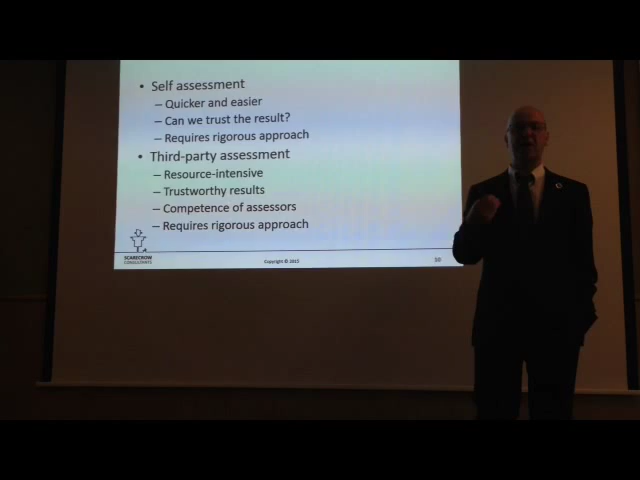 • Self assessment
– Quicker and easier
– Can we trust the result?
– Requires rigorous approach
• Third-party assessment
– Resource-intensive
– Trustworthy results
– Competence of assessors
– Requires rigorous approach
SCARECROW
CONSULTANTS
Copyright ©
30